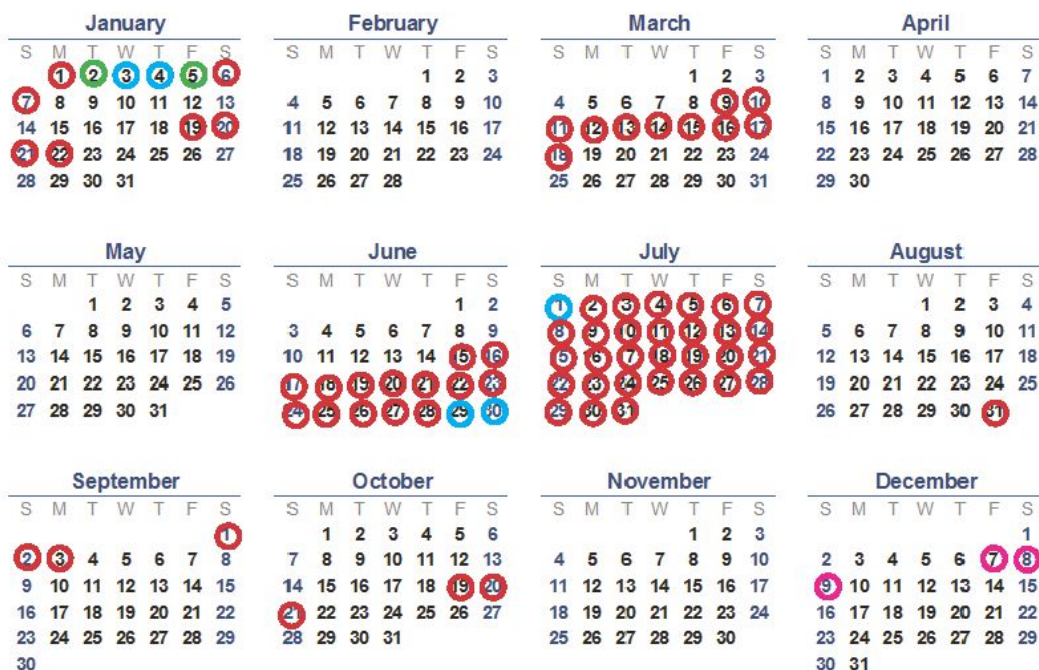 January February March April
S M T W T F S S M T W T F S S M T W T F S S M T W T F S
1 2 3 4 5 6 1 2 3 1 2 3 1 2 3 4 5 6 7
7 8 9 10 11 12 13 4 5 6 7 8 9 10 4 5 6 7 8 9 10 8 9 10 11 12 13 14
14 15 16 17 18 19 20 11 12 13 14 15 16 17 11 12 13 14 15 16 17 15 16 17 18 19 20 21
21 22 23 24 25 26 27 18 19 20 21 22 23 24 18 19 20 21 22 23 24 22 23 24 25 26 27 28
28 29 30 31 25 26 27 28 25 26 27 28 29 30 31 29 30
May June July August
S M T W T F S S M T W T F S S M T W T F S S M T W T F S
1 2 3 4 5 1 2 1 2 3 4 5 6 7 1 2 3 4
6 7 8 9 10 11 12 3 4 5 6 7 8 9 8 9 10 11 12 13 14 5 6 7 8 9 10 11
13 14 15 16 17 18 19 10 11 12 13 14 15 16 15 16 17 18 19 20 21 12 13 14 15 16 17 18
20 21 22 23 24 25 26 17 18 19 20 21 22 23 22 23 24 25 26 27 28 19 20 21 22 23 24 25
27 28 29 30 31 24 25 26 27 28 29 30 29 30 31 26 27 28 29 30 31
September October November December
S M T W T F S S M T W T F S S M T W T F S S M T W T F S
1 1 2 3 4 5 6 1 2 3 1
2 3 4 5 6 7 8 7 8 9 10 11 12 13 4 5 6 7 8 9 10 2 3 4 5 6 7 8
9 10 11 12 13 14 15 14 15 16 17 18 19 20 11 12 13 14 15 16 17 9 10 11 12 13 14 15
16 17 18 19 20 21 22 21 22 23 24 25 26 27 18 19 20 21 22 23 24 16 17 18 19 20 21 22
23 24 25 26 27 28 29 28 29 30 31 25 26 27 28 29 30 23 24 25 26 27 28 29
30 30 31